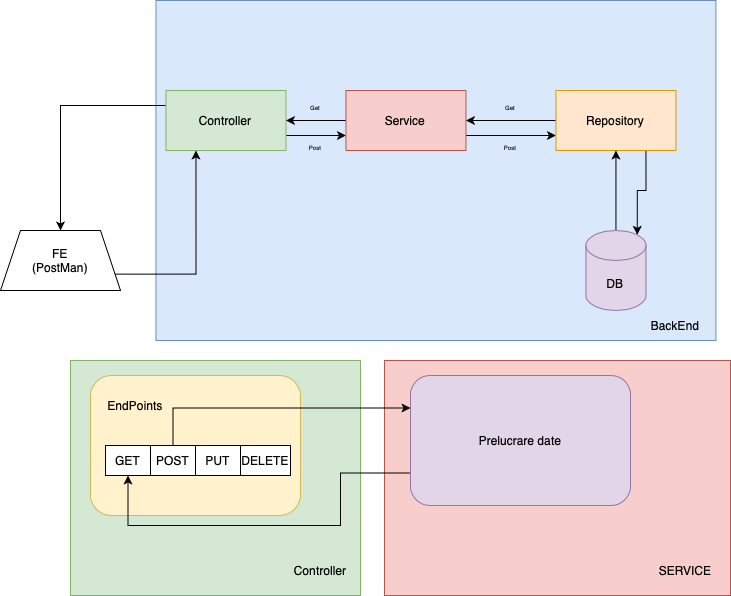 Get
Get
Controller
Service
Repository
Post
Post
FE
(PostMan)
DB
BackEnd
EndPoints
GET
POST
PUT
DELETE
Prelucrare date
Controller
SERVICE